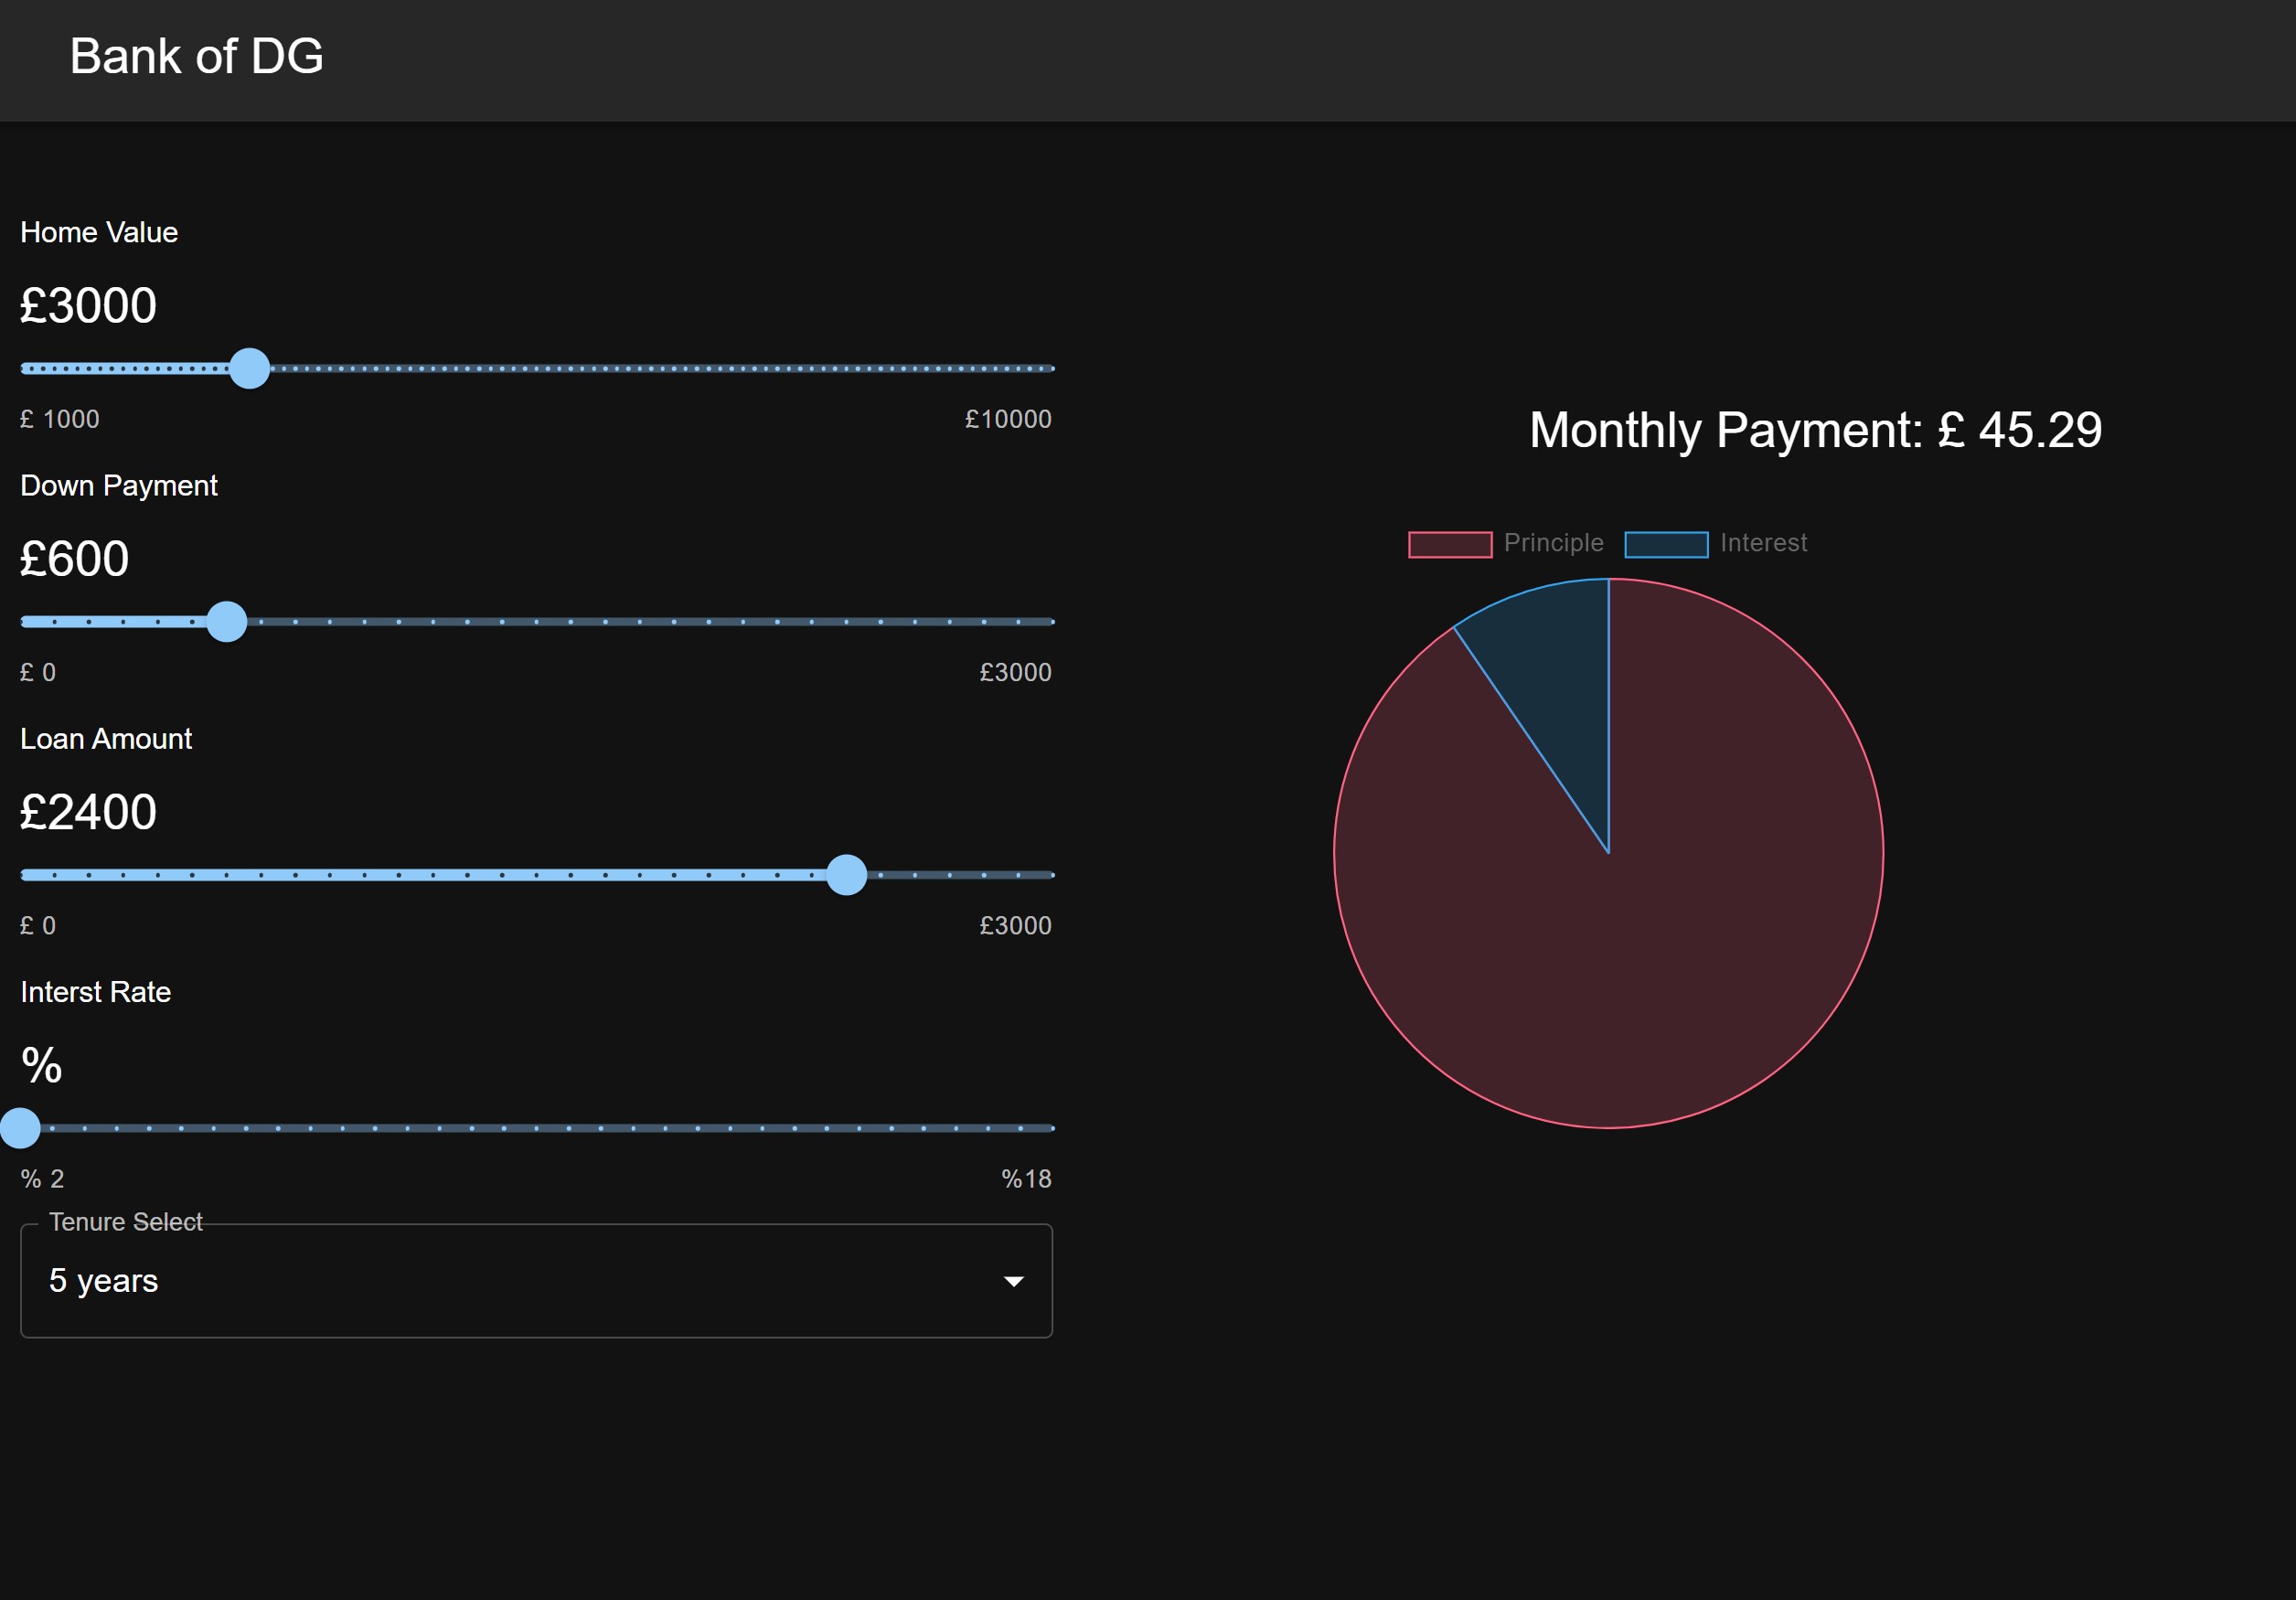 Bank of DG
Home Value
£3000
£ 1000 £10000
Down Payment
£600
£ 0 £3000
Loan Amount
£2400
£ 0 £3000
Interst Rate
%
% 2 %18
Tenure Select
5 years
Monthly Payment: £ 45.29
Principle Interest